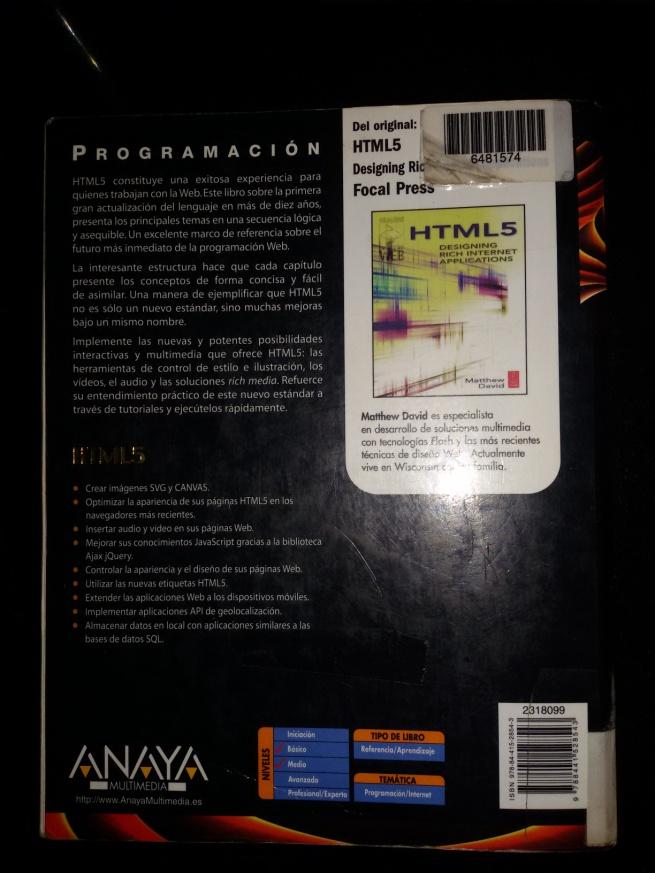 PROGRAMACIÓN
HTML5 constituye una exitosa experiencia para
quienes trabajan con la Web. Este libro sobre la primera
gran actualización del lenguaje en más de diez años,
presenta los principales temas en una secuencia lógica
y asequible. Un excelente marco de referencia sobre el
futuro más inmediato de la programación Web.
La interesante estructura hace que cada capítulo
presente los conceptos de forma concisa y fácil
de asimilar. Una manera de ejemplificar que HTML5
no es sólo un nuevo estándar, sino muchas mejoras
bajo un mismo nombre.
Implemente las nuevas y potentes posibilidades
interactivas y multimedia que ofrece HTML5: las
herramientas de control de estilo e ilustración, los
vídeos, el audio y las soluciones rich media. Refuerce
su entendimiento práctico de este nuevo estándar a
través de tutoriales y ejecútelos rápidamente.
HTML5
Crear imágenes SVG y CANVAS.
Optimizar la apariencia de sus páginas HTML5 en los
navegadores más recientes.
Insertar audio y vídeo en sus páginas Web.
Mejorar sus conocimientos JavaScript gracias a la biblioteca
Ajax jQuery.
Controlar la apariencia y el diseño de sus páginas Web.
Utilizar las nuevas etiquetas HTML5.
Extender las aplicaciones Web a los dispositivos móviles.
Implementar aplicaciones API de geolocalización.
Almacenar datos en local con aplicaciones similares a las
bases de datos SQL.
Del original:
HTML5
Designing Ric
Focal Press
6481574
HTML5
DESIGNING
RICH INTERNET
APPLICATIONS
WEB
Matthew
David
Matthew David es especialista
en desarrollo de soluciones multimedia
con tecnologías Flash y las más recientes
técnicas de diseño Web. Actualmente
vive en Wisconsin con su familia.
ANAYA
MULTIMEDIA
http://www.AnayaMultimedia.es
NIVELES
Iniciación
Básico
Medio
Avanzado
Profesional/Experto
TIPO DE LIBRO
Referencia/Aprendizaje
TEMÁTICA
Programación/Internet
2318099
ISBN 978-84-415-2854-3
9 788441 528543